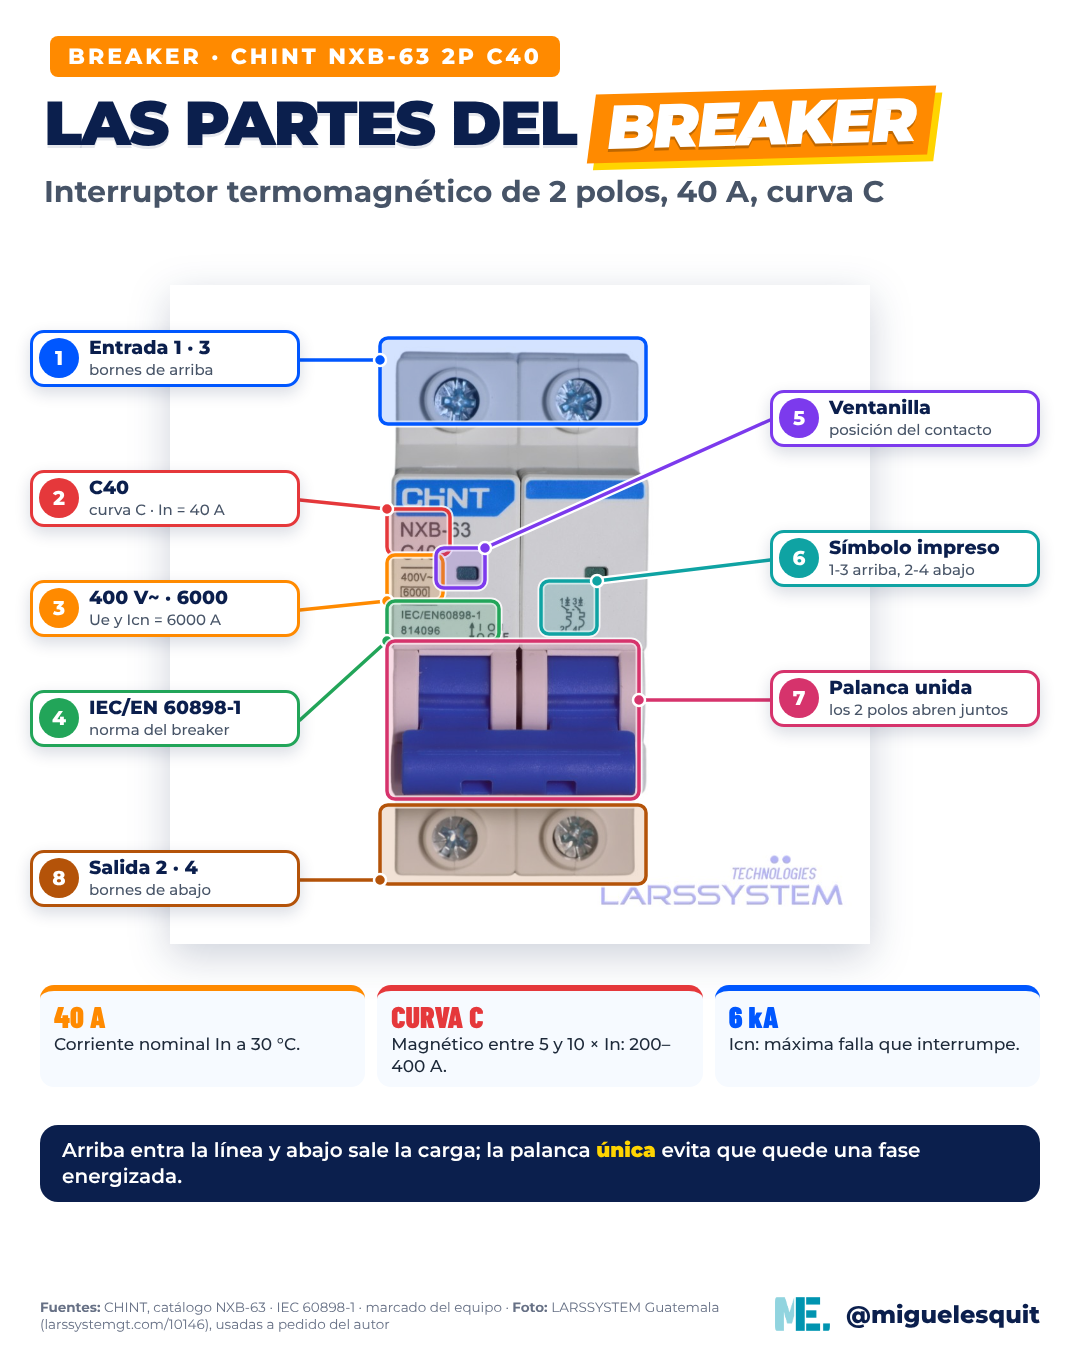 BREAKER · CHINT NXB-63 2P C40
LAS PARTES DEL BREAKER
Interruptor termomagnético de 2 polos, 40 A, curva C
1 Entrada 1 · 3
bornes de arriba
2 C40
curva C · In = 40 A
3 400 V~ · 6000
Ue y Icn = 6000 A
4 IEC/EN 60898-1
norma del breaker
8 Salida 2 · 4
bornes de abajo
CHNT
NXB-63
C40
400V~
6000
IEC/EN60898-1
814096
5 Ventanilla
posición del contacto
6 Símbolo impreso
1-3 arriba, 2-4 abajo
7 Palanca unida
los 2 polos abren juntos
TECHNOLOGIES
LARSSYSTEM
40 A
Corriente nominal In a 30 °C.
CURVA C
Magnético entre 5 y 10 × In: 200–
400 A.
6 kA
Icn: máxima falla que interrumpe.
Arriba entra la línea y abajo sale la carga; la palanca única evita que quede una fase
energizada.
Fuentes: CHINT, catálogo NXB-63 · IEC 60898-1 · marcado del equipo · Foto: LARSSYSTEM Guatemala
(larssystemgt.com/10146), usadas a pedido del autor
ME.
@miguelesquit